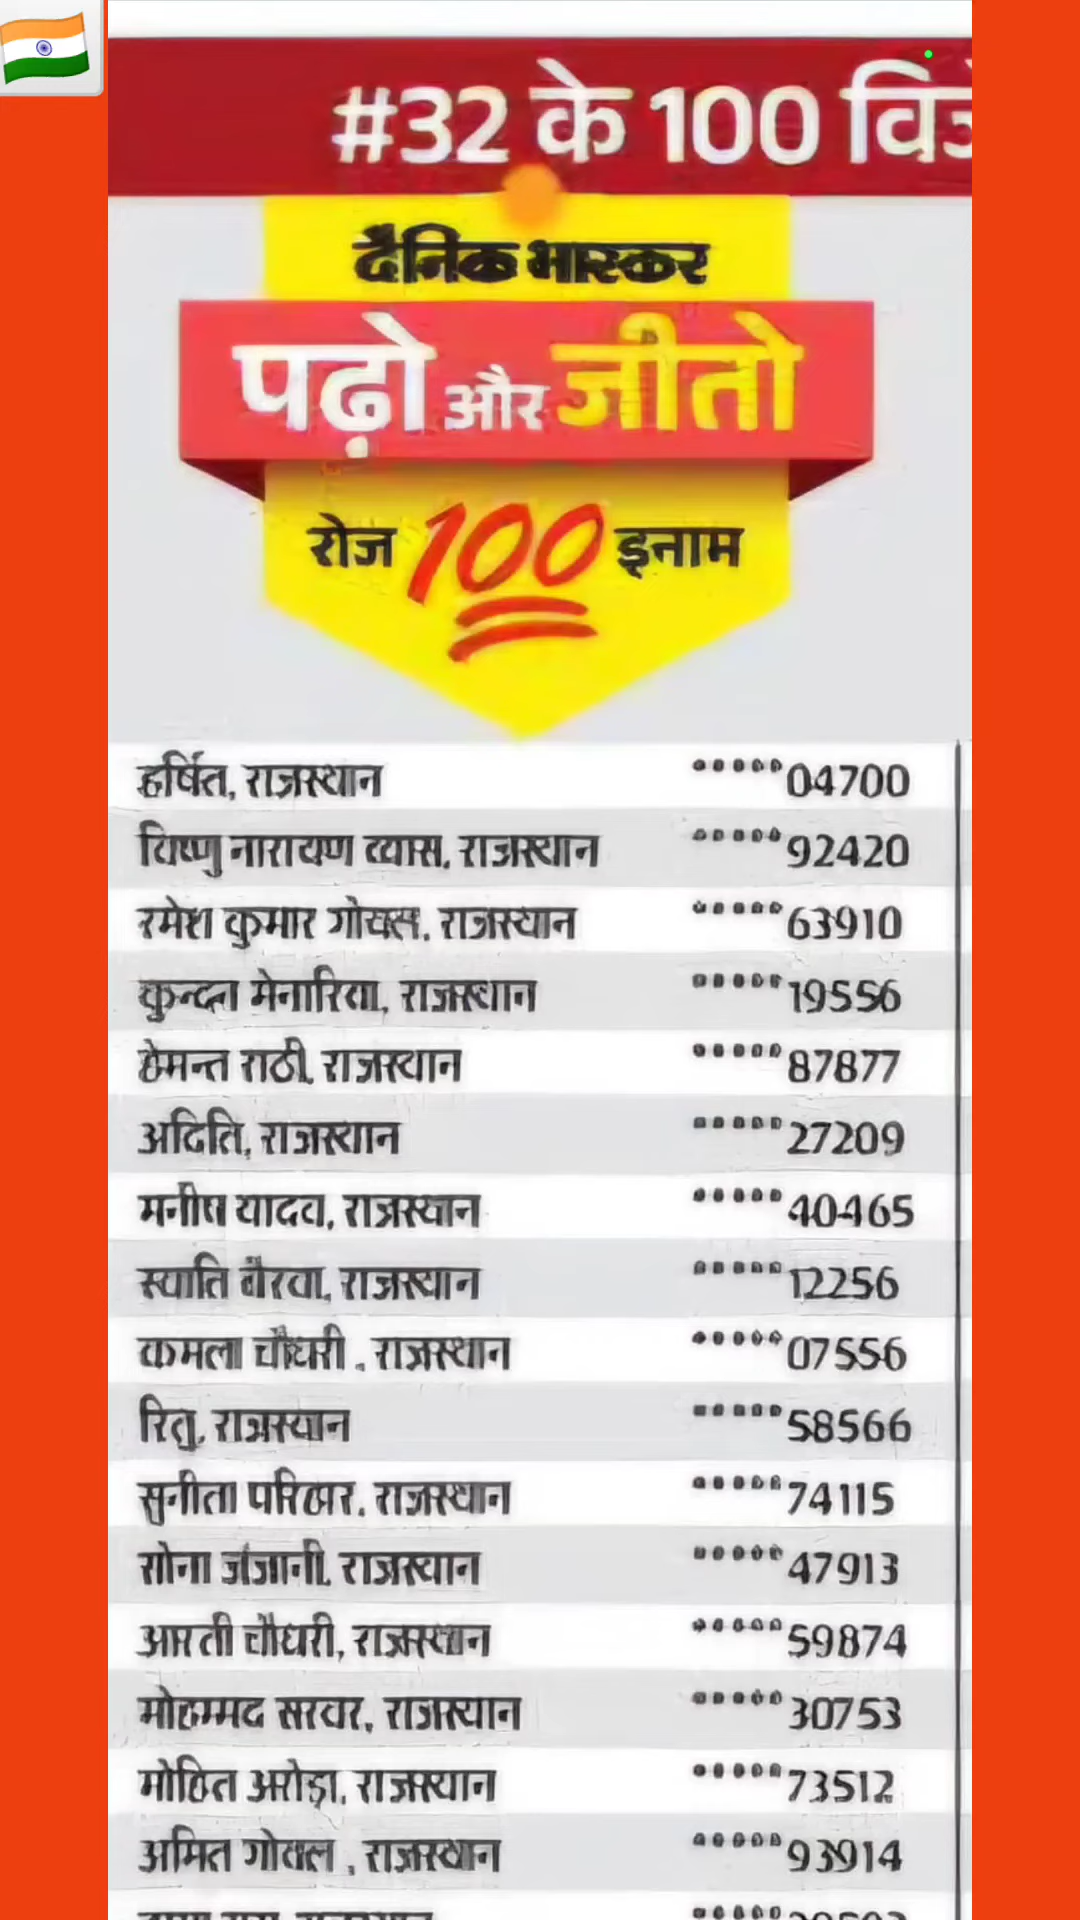 #32 के 100
दैनिक भास्कर
पढ़ो और जीतो
रोज 100 इनाम
हर्षित, राजस्थान *****04700
विष्णु नारायण व्यास, राजस्थान *****92420
रमेश कुमार गोयल, राजस्थान *****63910
कुन्दन मेनारिया, राजस्थान *****19556
हेमन्त राठी, राजस्थान *****87877
अदिति, राजस्थान *****27209
मनीष यादव, राजस्थान *****40465
स्वाति बैरवा, राजस्थान *****12256
कमला चौधरी , राजस्थान *****07556
रितु, राजस्थान *****58566
सुनीता परिहार, राजस्थान *****74115
सोना जंजानी, राजस्थान *****47913
आरती चौधरी, राजस्थान *****59874
मोहम्मद सरवर, राजस्थान *****30753
मोहित अरोड़ा, राजस्थान *****73512
अमित गोयल , राजस्थान *****93914